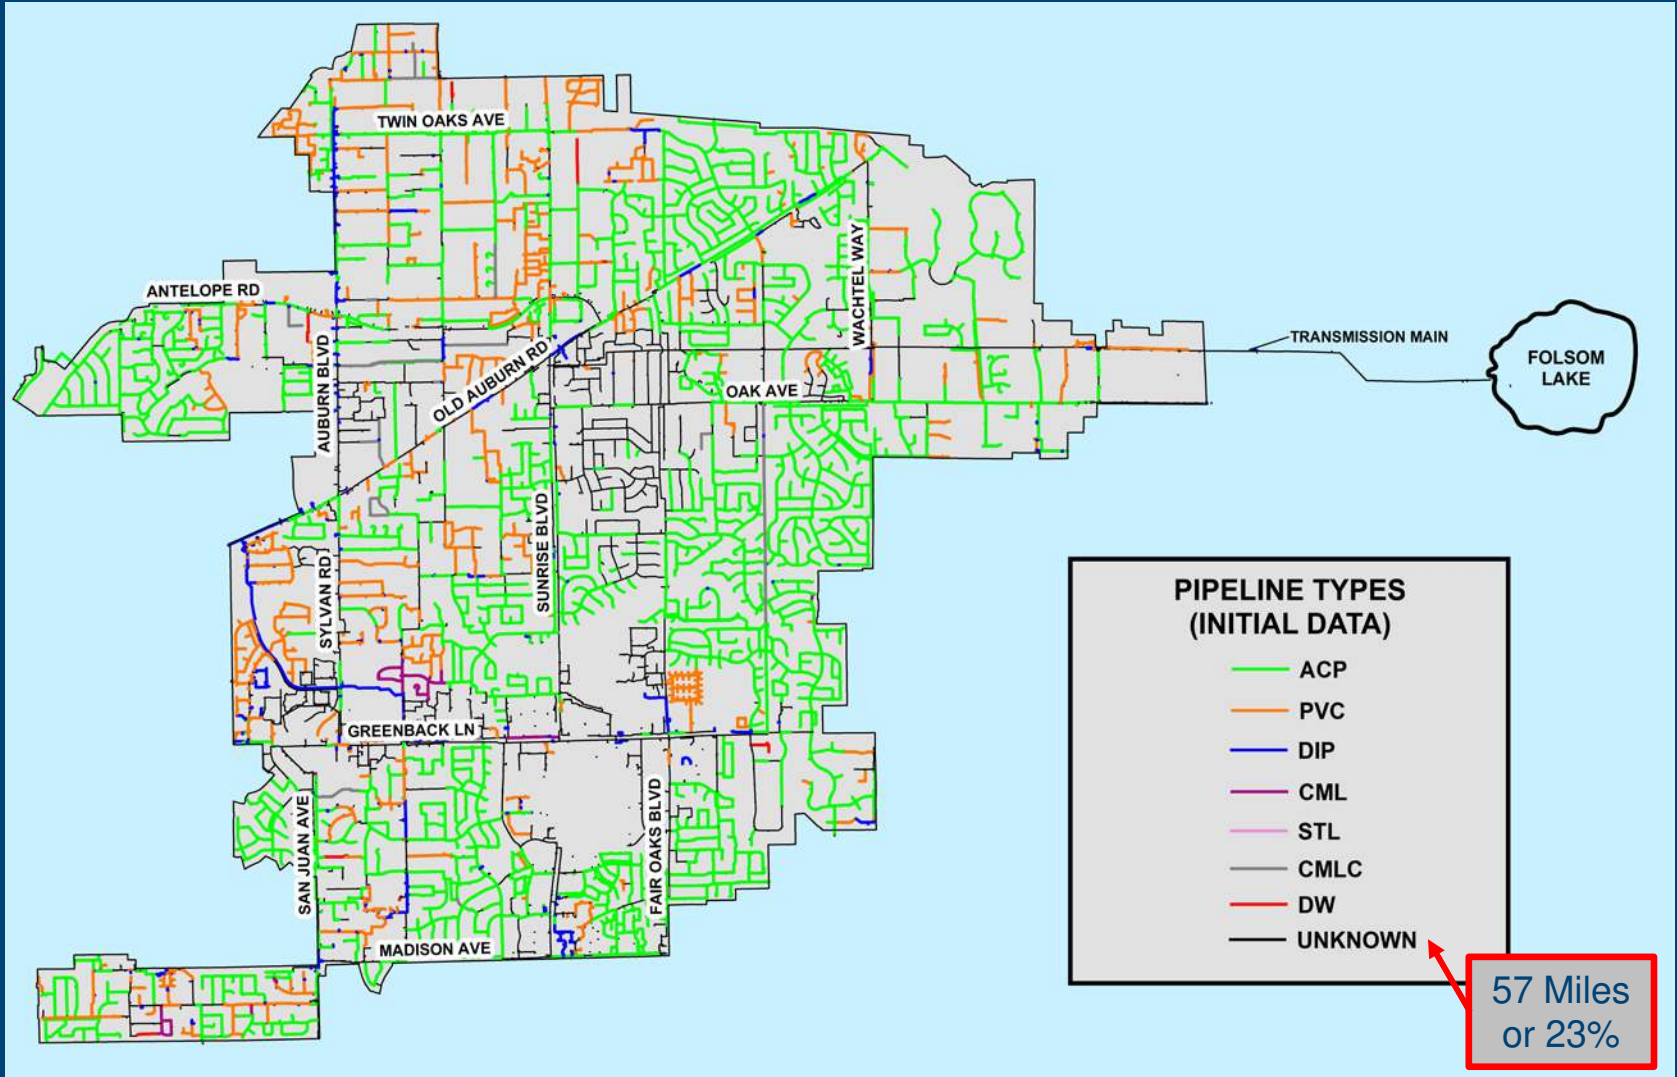 TWIN OAKS AVE
ANTELOPE RD
WACHTEL WAY
AUBURN BLVD
OLD AUBURN RD
OAK AVE
TRANSMISSION MAIN
FOLSOM
LAKE
SUNRISE BLVD
SYLVAN RD
GREENBACK LN
SAN JUAN AVE
FAIR OAKS BLVD
MADISON AVE
PIPELINE TYPES
(INITIAL DATA)
ACP
PVC
DIP
CML
STL
CMLC
DW
UNKNOWN
57 Miles
or 23%